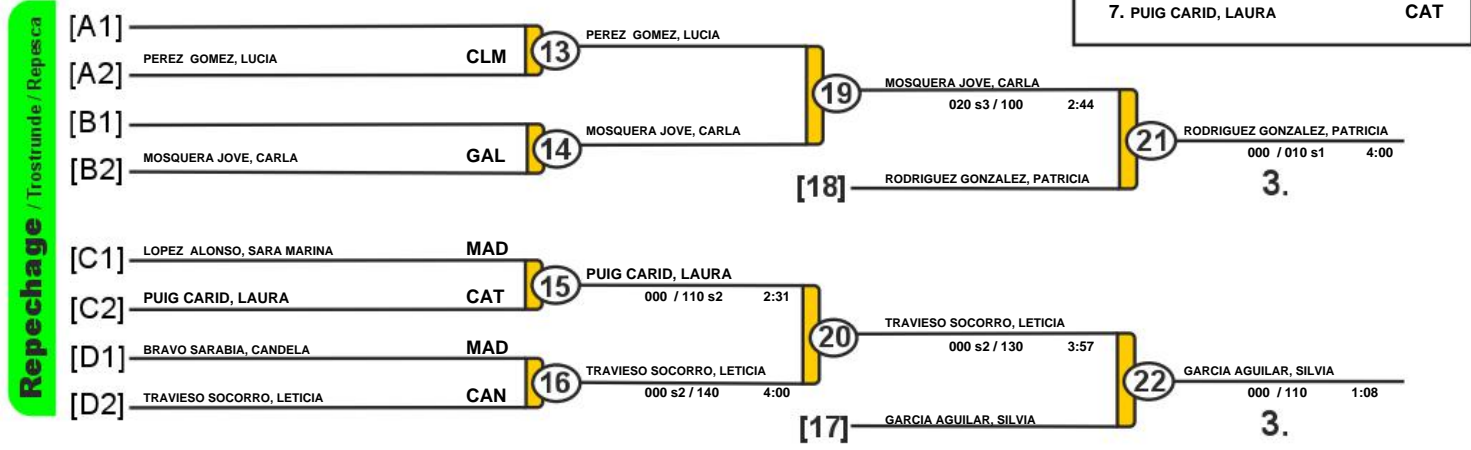 7. PUIG CARID, LAURA CAT
Repechage / Trostrunde / Repesca
[A1]
PEREZ GOMEZ, LUCIA CLM
[A2]
13
PEREZ GOMEZ, LUCIA
[B1]
MOSQUERA JOVE, CARLA GAL
[B2]
14
MOSQUERA JOVE, CARLA
19
MOSQUERA JOVE, CARLA
020 s3 / 100 2:44
[18]
RODRIGUEZ GONZALEZ, PATRICIA
21
RODRIGUEZ GONZALEZ, PATRICIA
000 / 010 s1 4:00
3.
[C1]
LOPEZ ALONSO, SARA MARINA MAD
[C2]
PUIG CARID, LAURA CAT
15
PUIG CARID, LAURA
000 / 110 s2 2:31
[D1]
BRAVO SARABIA, CANDELA MAD
[D2]
TRAVIESO SOCORRO, LETICIA CAN
16
TRAVIESO SOCORRO, LETICIA
000 s2 / 140 4:00
20
TRAVIESO SOCORRO, LETICIA
000 s2 / 130 3:57
[17]
GARCIA AGUILAR, SILVIA
22
GARCIA AGUILAR, SILVIA
000 / 110 1:08
3.